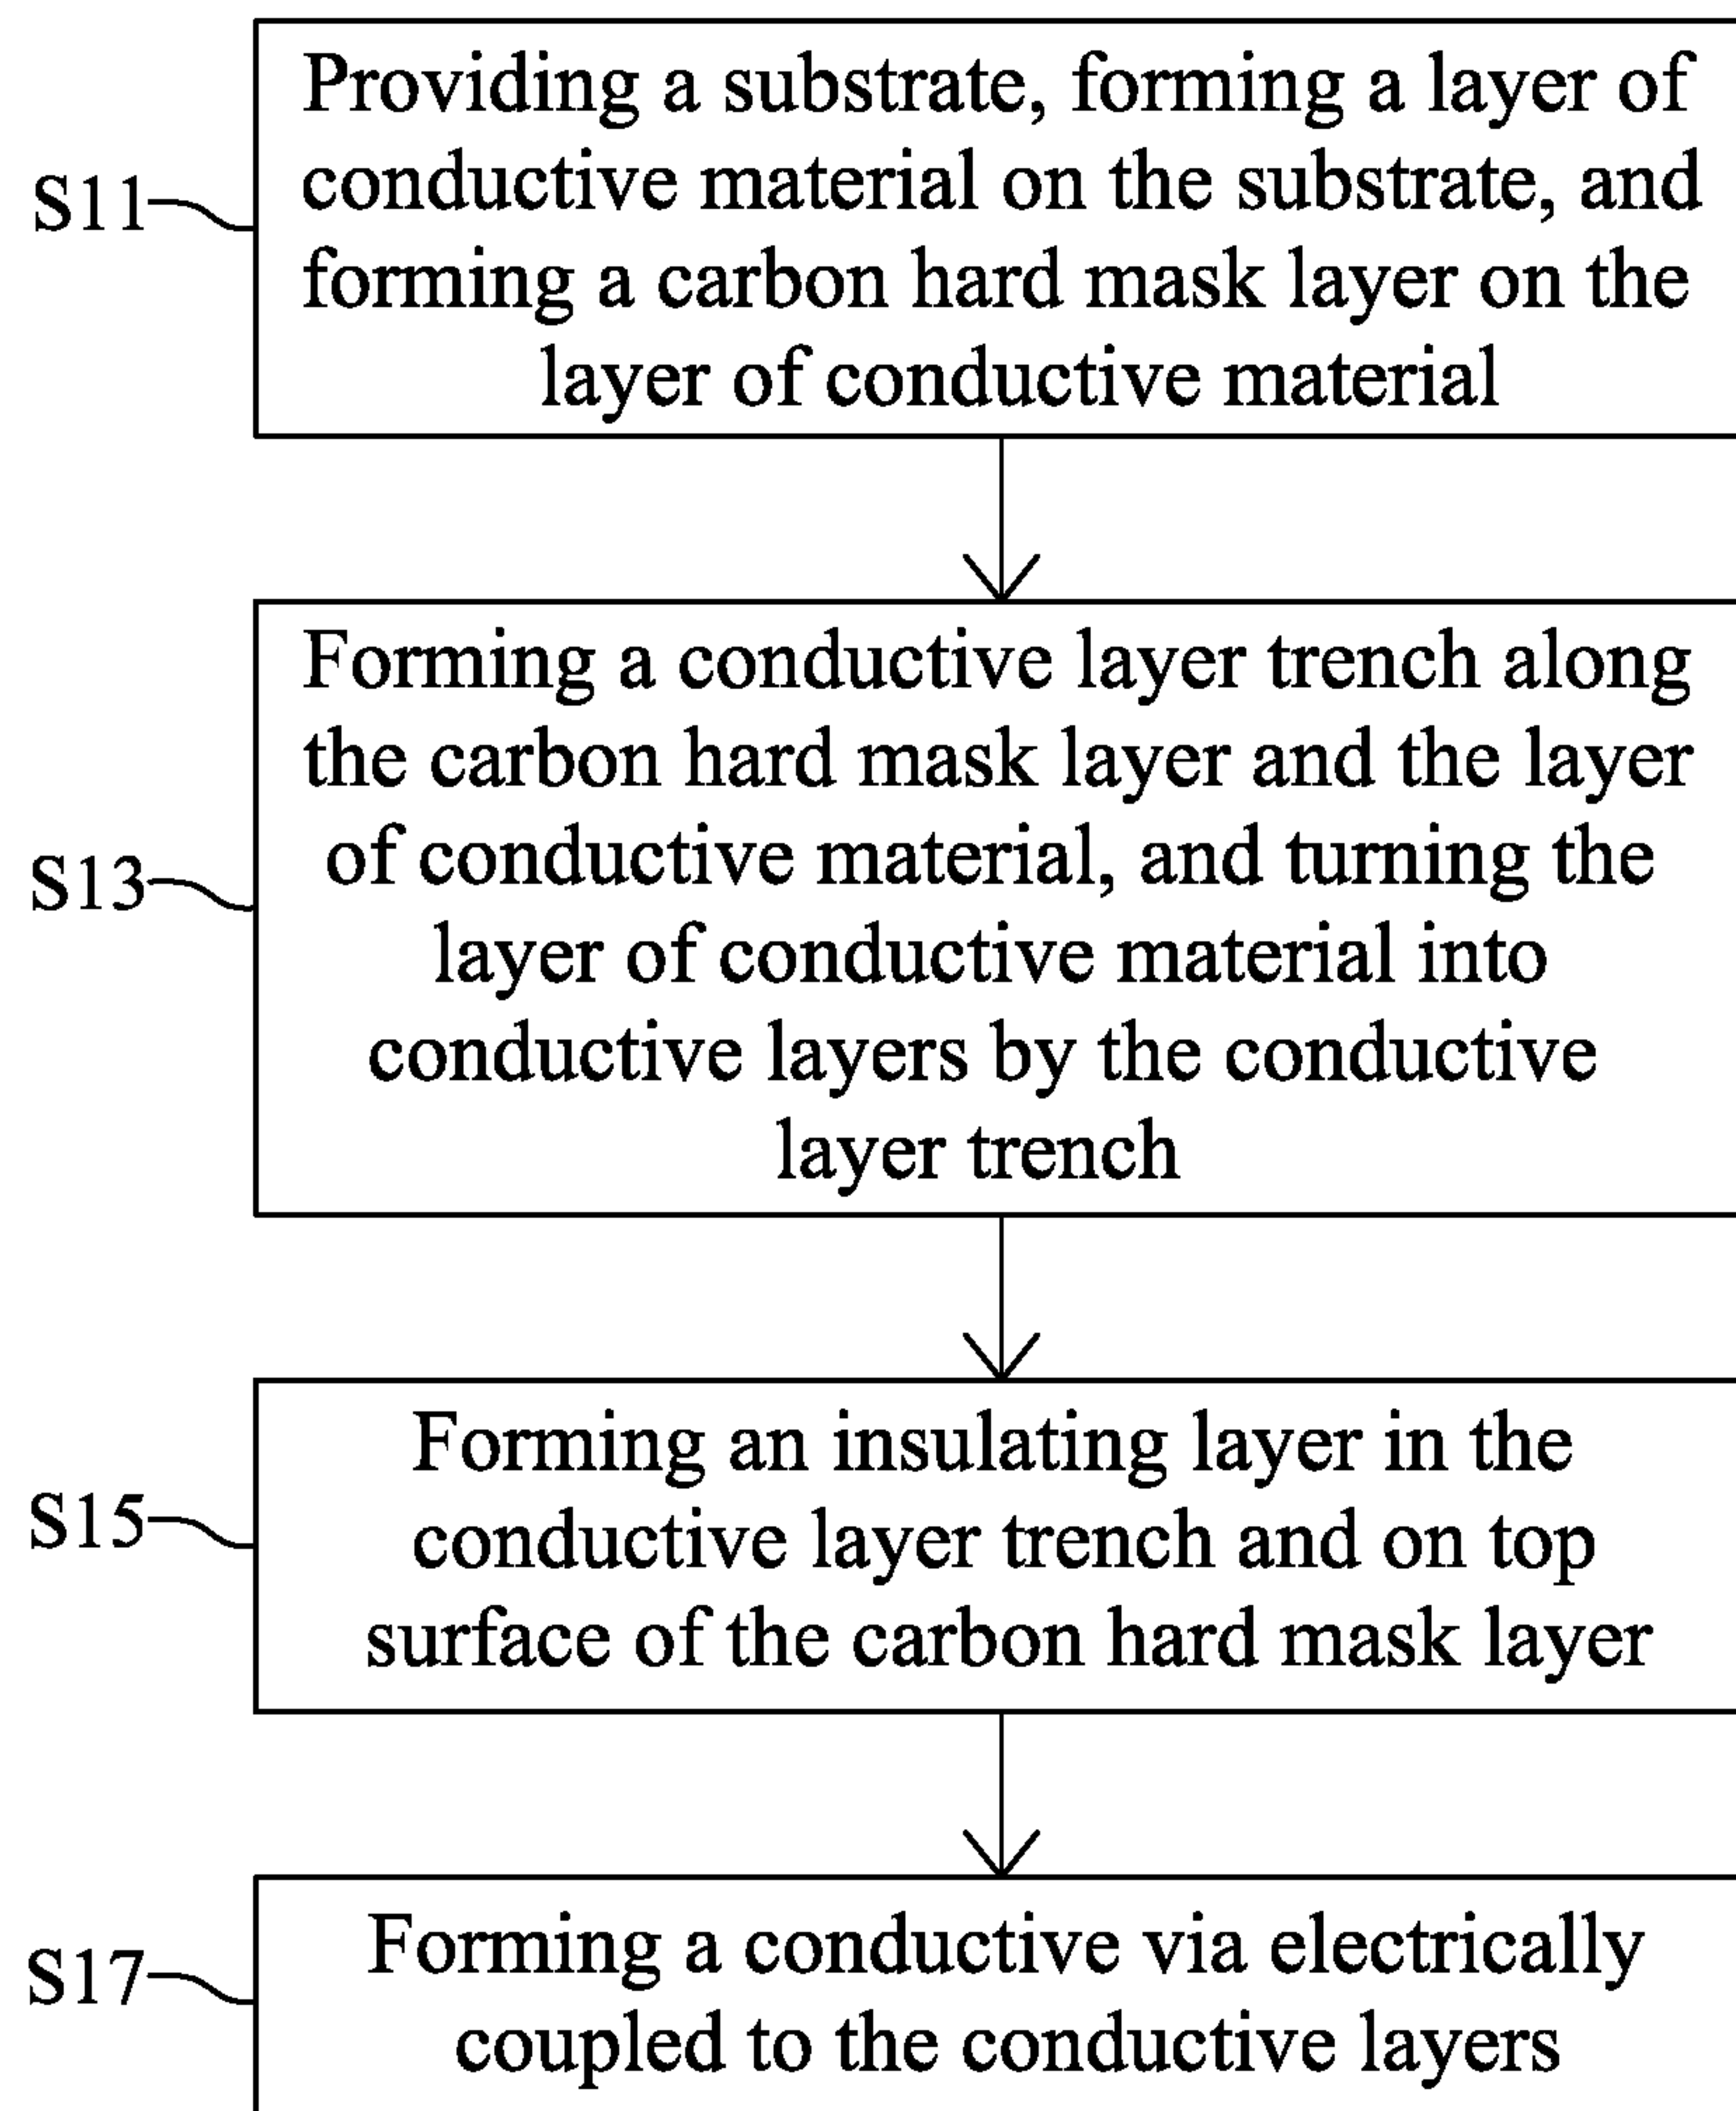 Providing a substrate, forming a layer of
conductive material on the substrate, and
S11
forming a carbon hard mask layer on the
layer of conductive material
Forming a conductive layer trench along
the carbon hard mask layer and the layer
of conductive material, and turning the
S13
layer of conductive material into
conductive layers by the conductive
layer trench
Forming an insulating layer in the
S15
conductive layer trench and on top
surface of the carbon hard mask layer
Forming a conductive via electrically
S17
coupled to the conductive layers